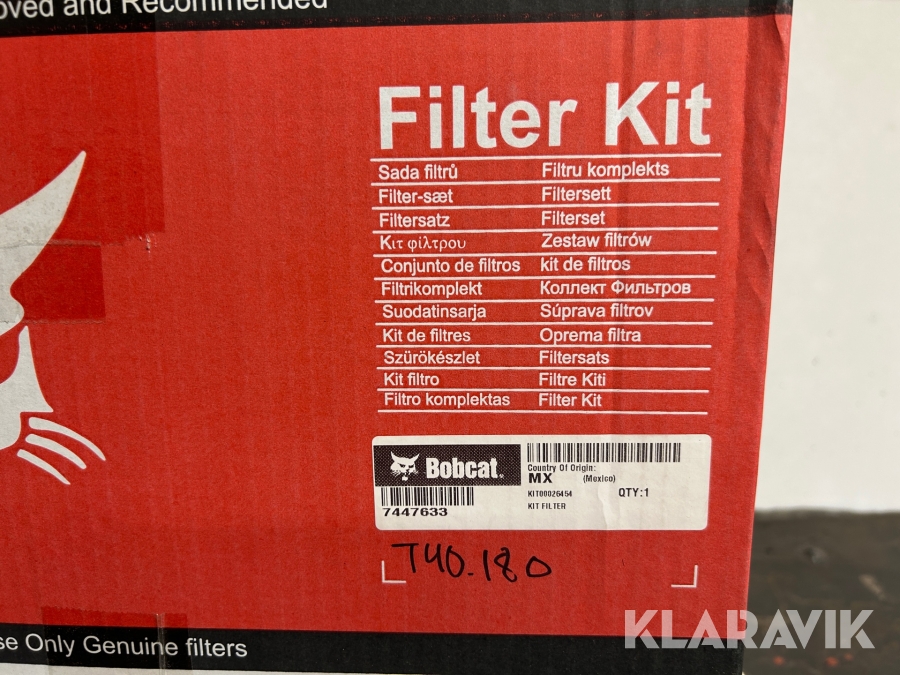 oved and Recommended
Filter Kit
Sada filtrů
Filtru komplekts
Filter-sæt
Filtersett
Filtersatz
Filterset
Κιτ φίλτρου
Zestaw filtrów
Conjunto de filtros
kit de filtros
Filtrikomplekt
Коллект Фильтров
Suodatinsarja
Súprava filtrov
Kit de filtres
Oprema filtra
Szürökészlet
Filtersats
Kit filtro
Filtre Kiti
Filtro komplektas
Filter Kit
Bobcat.
Country Of Origin:
MX (Mexico)
KIT00026454 QTY:1
7447633 KIT FILTER
T40.180
se Only Genuine filters
KLARAVIK